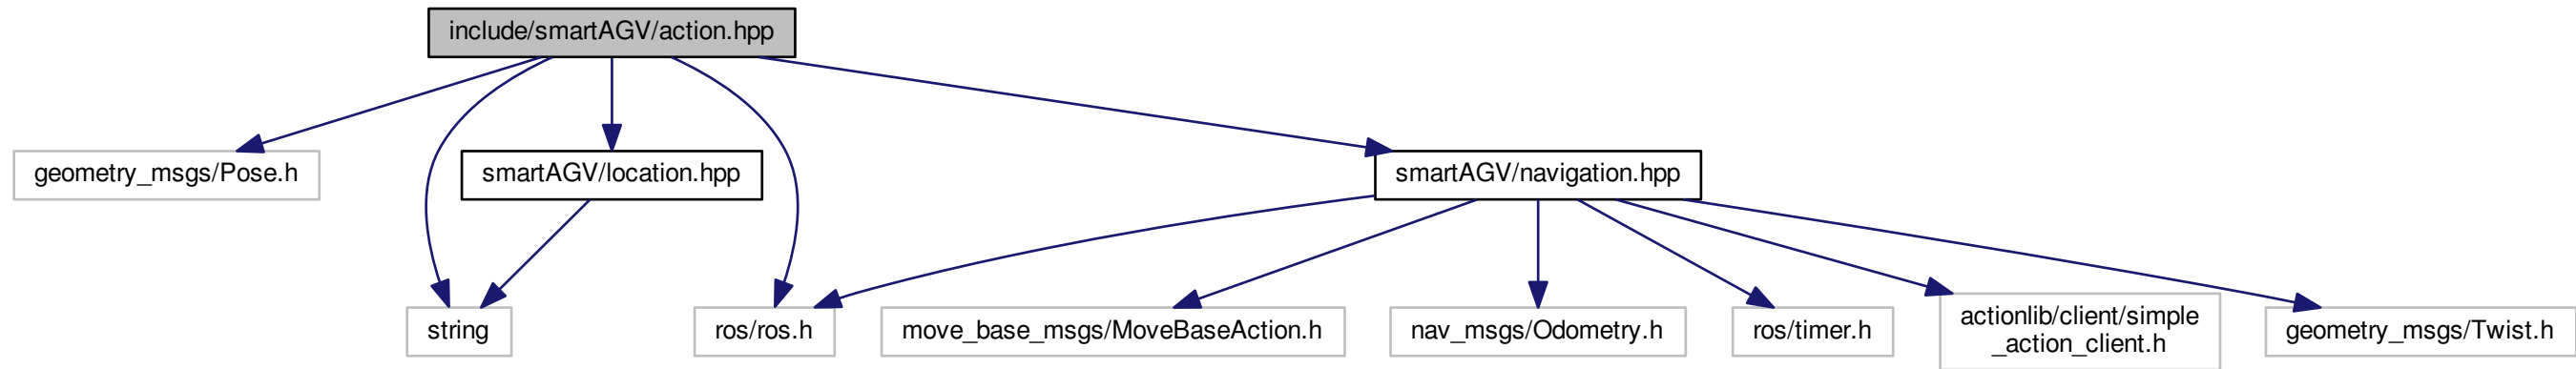 include/smartAGV/action.hpp
geometry_msgs/Pose.h
smartAGV/location.hpp
smartAGV/navigation.hpp
string
ros/ros.h
move_base_msgs/MoveBaseAction.h
nav_msgs/Odometry.h
ros/timer.h
actionlib/client/simple
_action_client.h
geometry_msgs/Twist.h